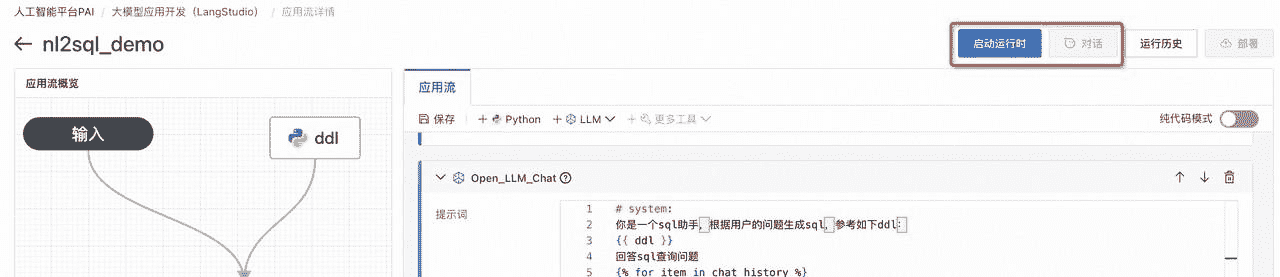 人工智能平台PAI / 大模型应用开发（LangStudio） / 应用流详情
← nl2sql_demo
启动运行时 对话 运行历史 部署
应用流概览
输入
ddl
应用流
保存 + Python + LLM + 更多工具 纯代码模式
Open_LLM_Chat
提示词
1 # system:
2 你是一个sql助手，根据用户的问题生成sql，参考如下ddl：
3 {{ ddl }}
4 回答sql查询问题
5 {% for item in chat_history %}